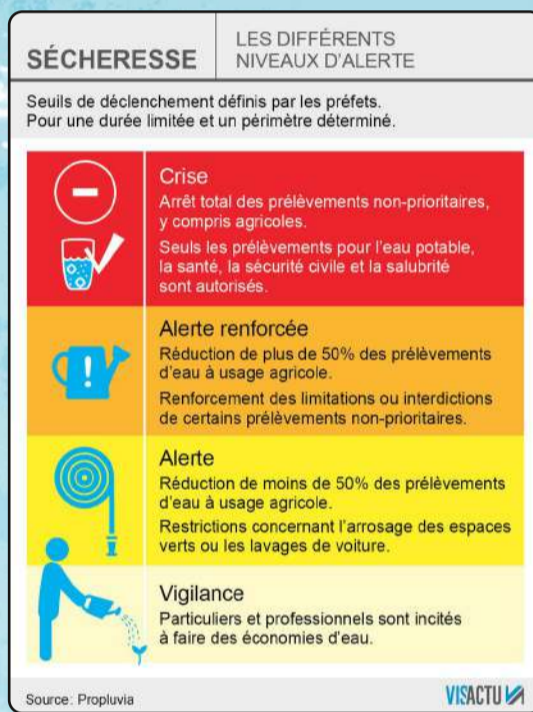 SÉCHERESSE
LES DIFFÉRENTS
NIVEAUX D'ALERTE
Seuils de déclenchement définis par les préfets.
Pour une durée limitée et un périmètre déterminé.
Crise
Arrêt total des prélèvements non-prioritaires,
y compris agricoles.
Seuls les prélèvements pour l'eau potable,
la santé, la sécurité civile et la salubrité
sont autorisés.
!
Alerte renforcée
Réduction de plus de 50% des prélèvements
d'eau à usage agricole.
Renforcement des limitations ou interdictions
de certains prélèvements non-prioritaires.
Alerte
Réduction de moins de 50% des prélèvements
d'eau à usage agricole.
Restrictions concernant l'arrosage des espaces
verts ou les lavages de voiture.
Vigilance
Particuliers et professionnels sont incités
à faire des économies d'eau.
Source: Propluvia
VISACTU